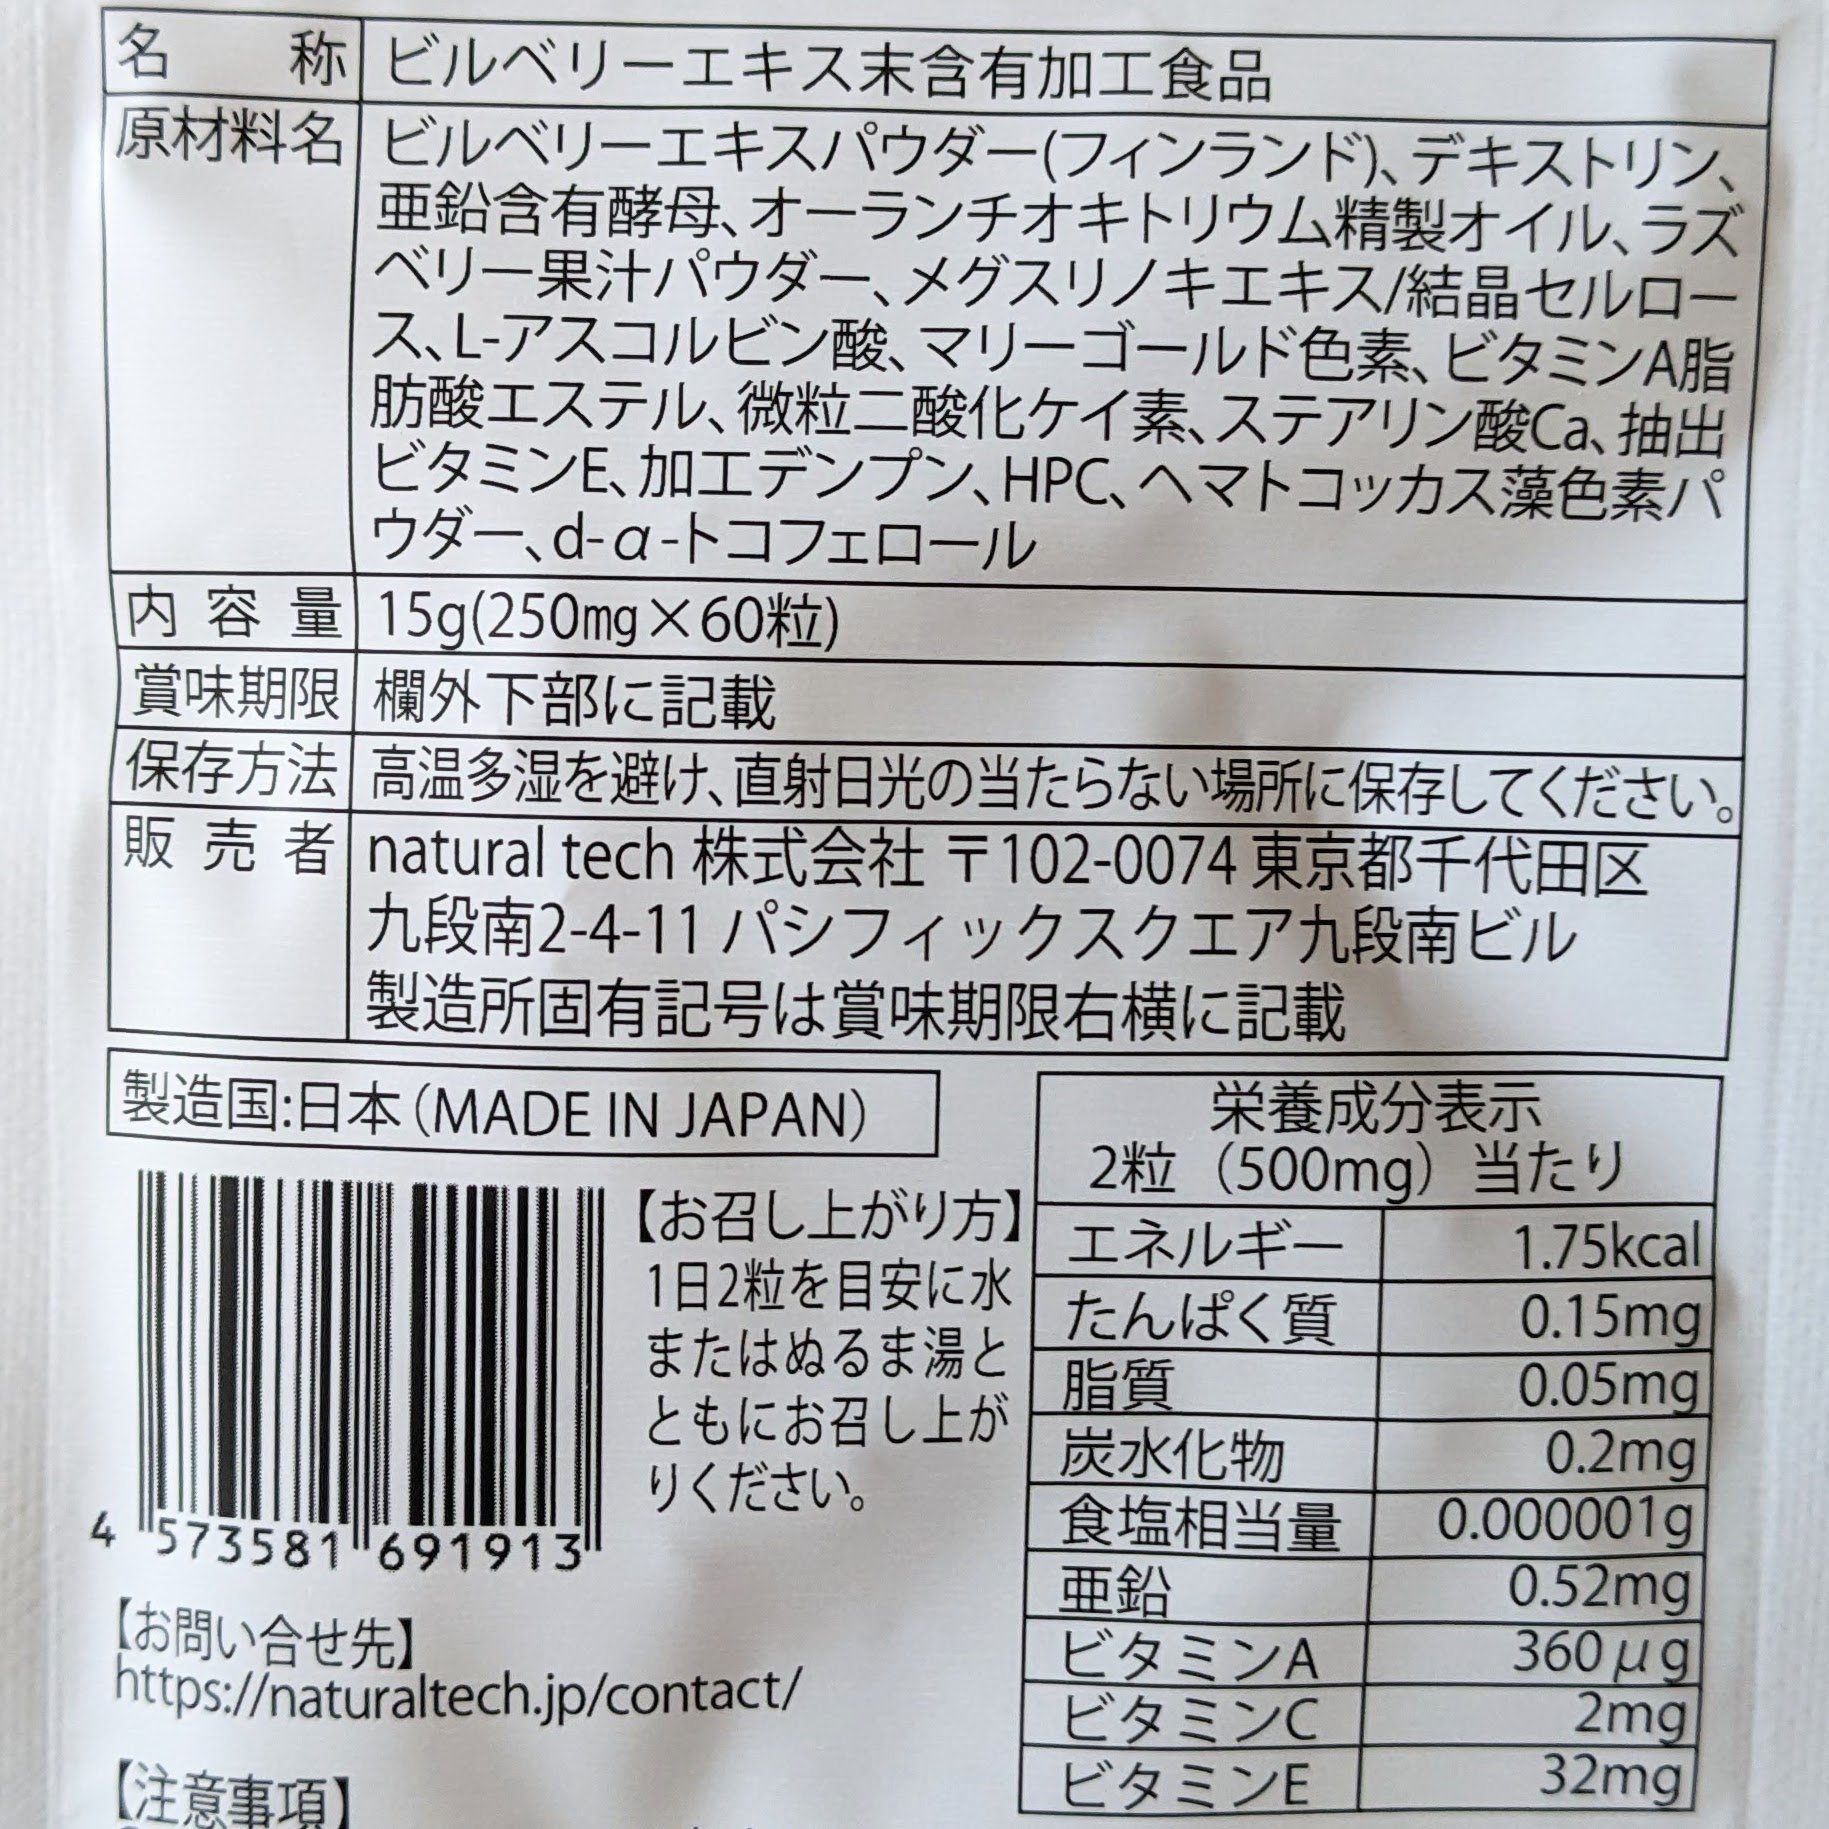 名称 ビルベリーエキス末含有加工食品
原材料名 ビルベリーエキスパウダー(フィンランド)、デキストリン、
亜鉛含有酵母、オーランチオキトリウム精製オイル、ラズ
ベリー果汁パウダー、メグスリノキエキス/結晶セルロー
ス、L-アスコルビン酸、マリーゴールド色素、ビタミンA脂
肪酸エステル、微粒二酸化ケイ素、ステアリン酸Ca、抽出
ビタミンE、加工デンプン、HPC、ヘマトコッカス藻色素パ
ウダー、d-α-トコフェロール
内容量 15g(250mg×60粒)
賞味期限 欄外下部に記載
保存方法 高温多湿を避け、直射日光の当たらない場所に保存してください。
販売者 natural tech 株式会社 〒102-0074 東京都千代田区
九段南2-4-11 パシフィックスクエア九段南ビル
製造所固有記号は賞味期限右横に記載
製造国:日本(MADE IN JAPAN)
4 573581 691913
【お召し上がり方】
1日2粒を目安に水
またはぬるま湯と
ともにお召し上が
りください。
【お問い合せ先】
https://naturaltech.jp/contact/
【注意事項】
栄養成分表示
2粒（500mg）当たり
エネルギー 1.75kcal
たんぱく質 0.15mg
脂質 0.05mg
炭水化物 0.2mg
食塩相当量 0.000001g
亜鉛 0.52mg
ビタミンA 360μg
ビタミンC 2mg
ビタミンE 32mg